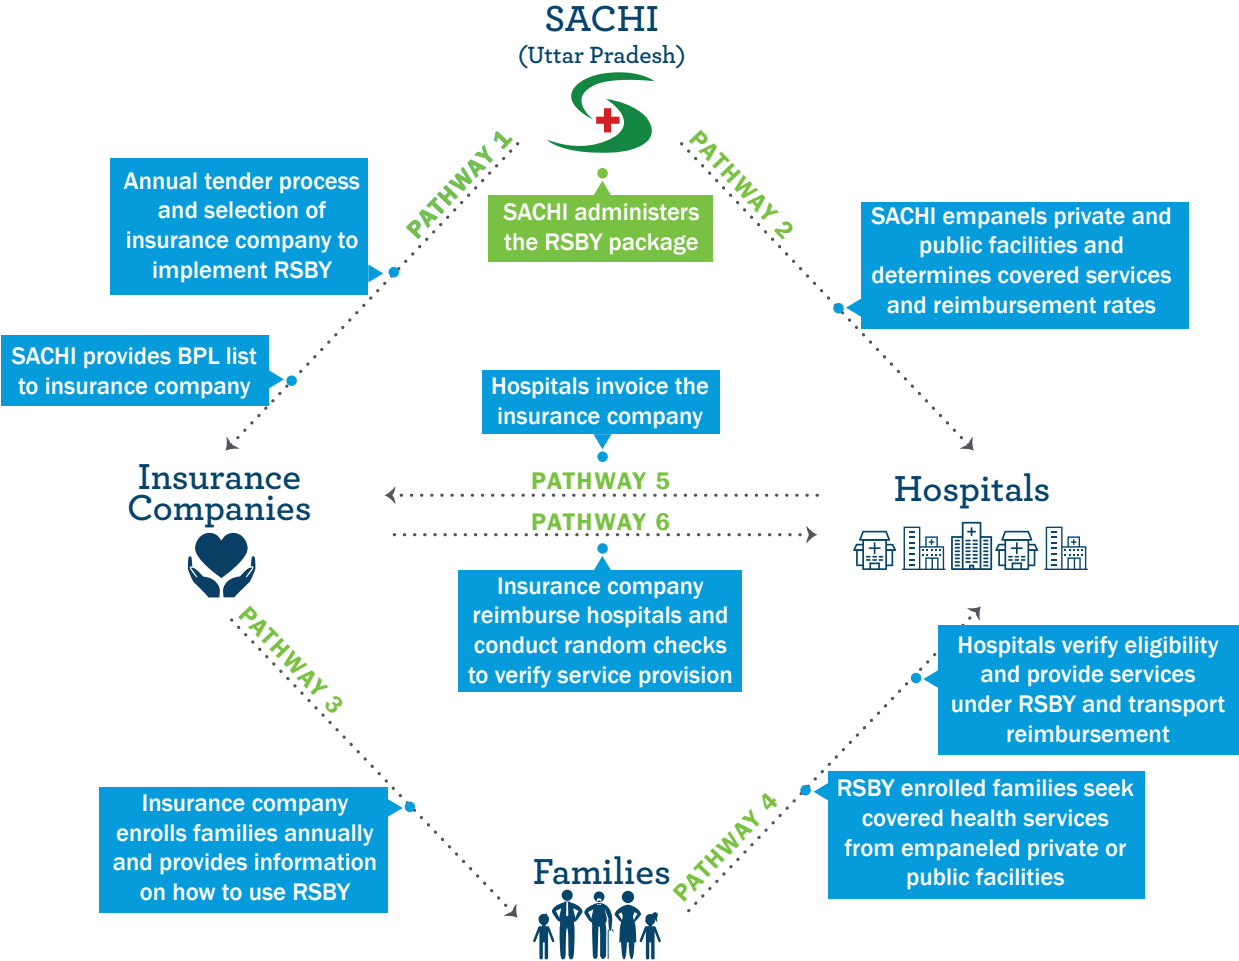 SACHI
(Uttar Pradesh)
PATHWAY 1
PATHWAY 2
Annual tender process
and selection of
insurance company to
implement RSBY
SACHI administers
the RSBY package
SACHI empanels private and
public facilities and
determines covered services
and reimbursement rates
SACHI provides BPL list
to insurance company
Hospitals invoice the
insurance company
Insurance
Companies
PATHWAY 5
PATHWAY 6
Hospitals
Insurance company
reimburse hospitals and
conduct random checks
to verify service provision
PATHWAY 3
Hospitals verify eligibility
and provide services
under RSBY and transport
reimbursement
Insurance company
enrolls families annually
and provides information
on how to use RSBY
PATHWAY 4
RSBY enrolled families seek
covered health services
from empaneled private or
public facilities
Families